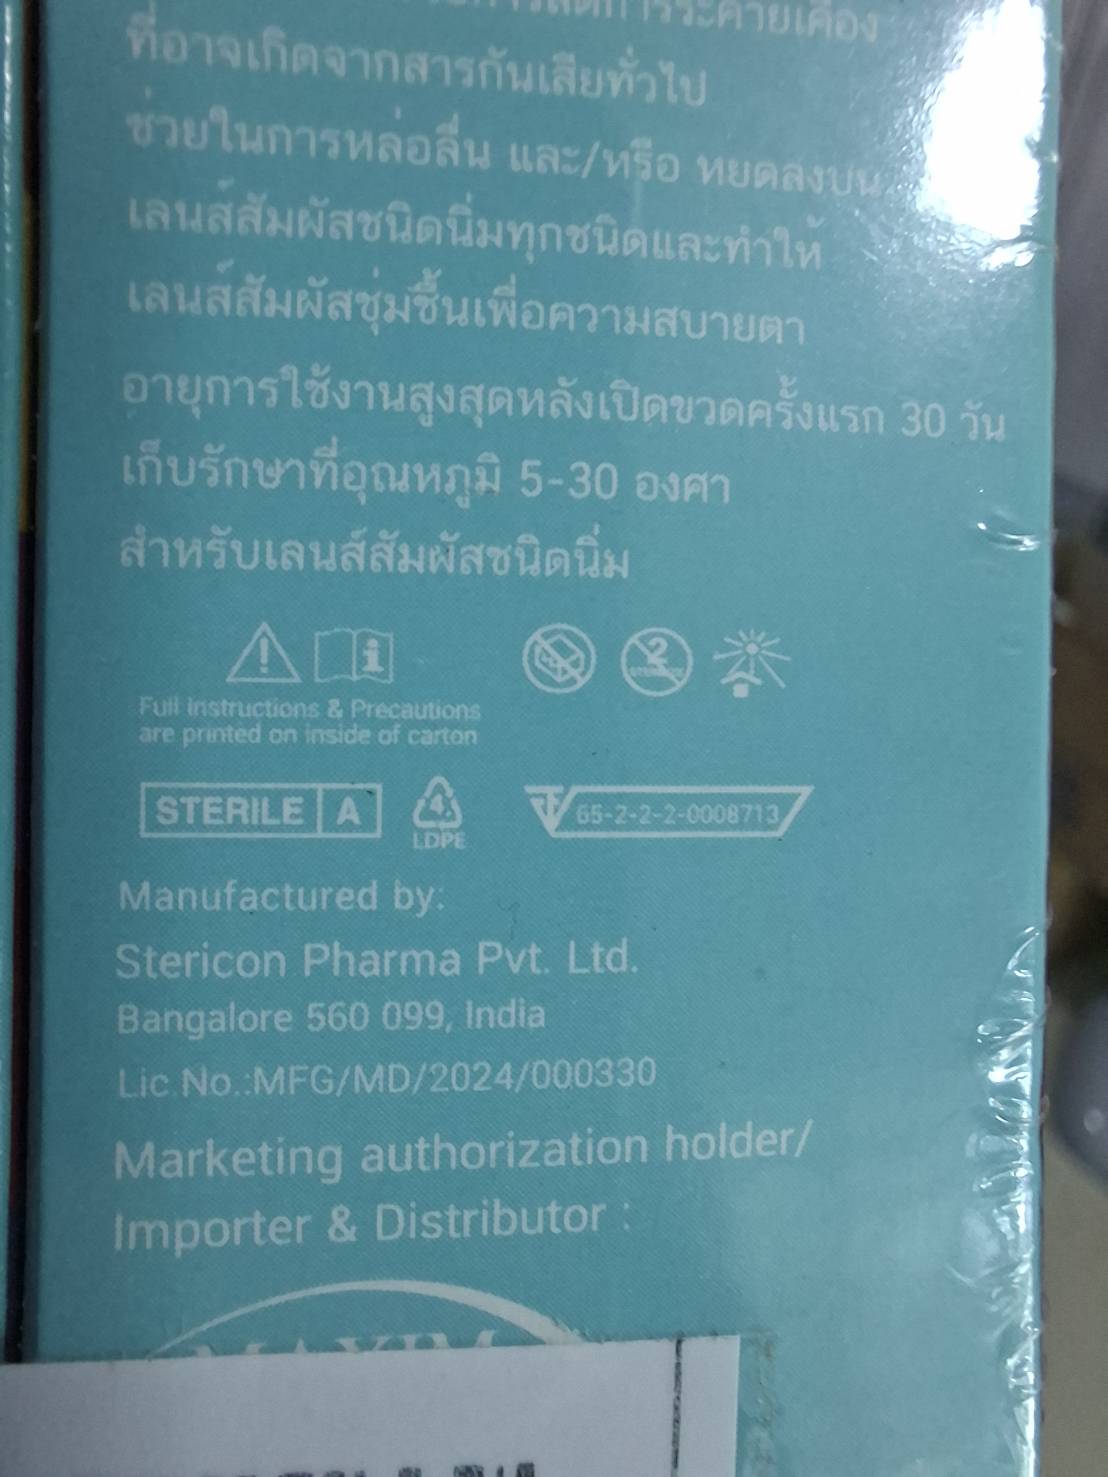 ที่อาจเกิดจากสารกันเสียทั่วไป
ช่วยในการหล่อลื่น และ/หรือ หยดลงบน
เลนส์สัมผัสชนิดนิ่มทุกชนิดและทำให้
เลนส์สัมผัสชุ่มชื้นเพื่อความสบายตา
อายุการใช้งานสูงสุดหลังเปิดขวดครั้งแรก 30 วัน
เก็บรักษาที่อุณหภูมิ 5-30 องศา
สำหรับเลนส์สัมผัสชนิดนิ่ม
Full Instructions & Precautions
are printed on inside of carton
STERILE A
4
LDPE
65-2-2-2-0008713
2
Manufactured by:
Stericon Pharma Pvt. Ltd.
Bangalore 560 099, India
Lic.No.:MFG/MD/2024/000330
Marketing authorization holder/
Importer & Distributor :
MAXIM